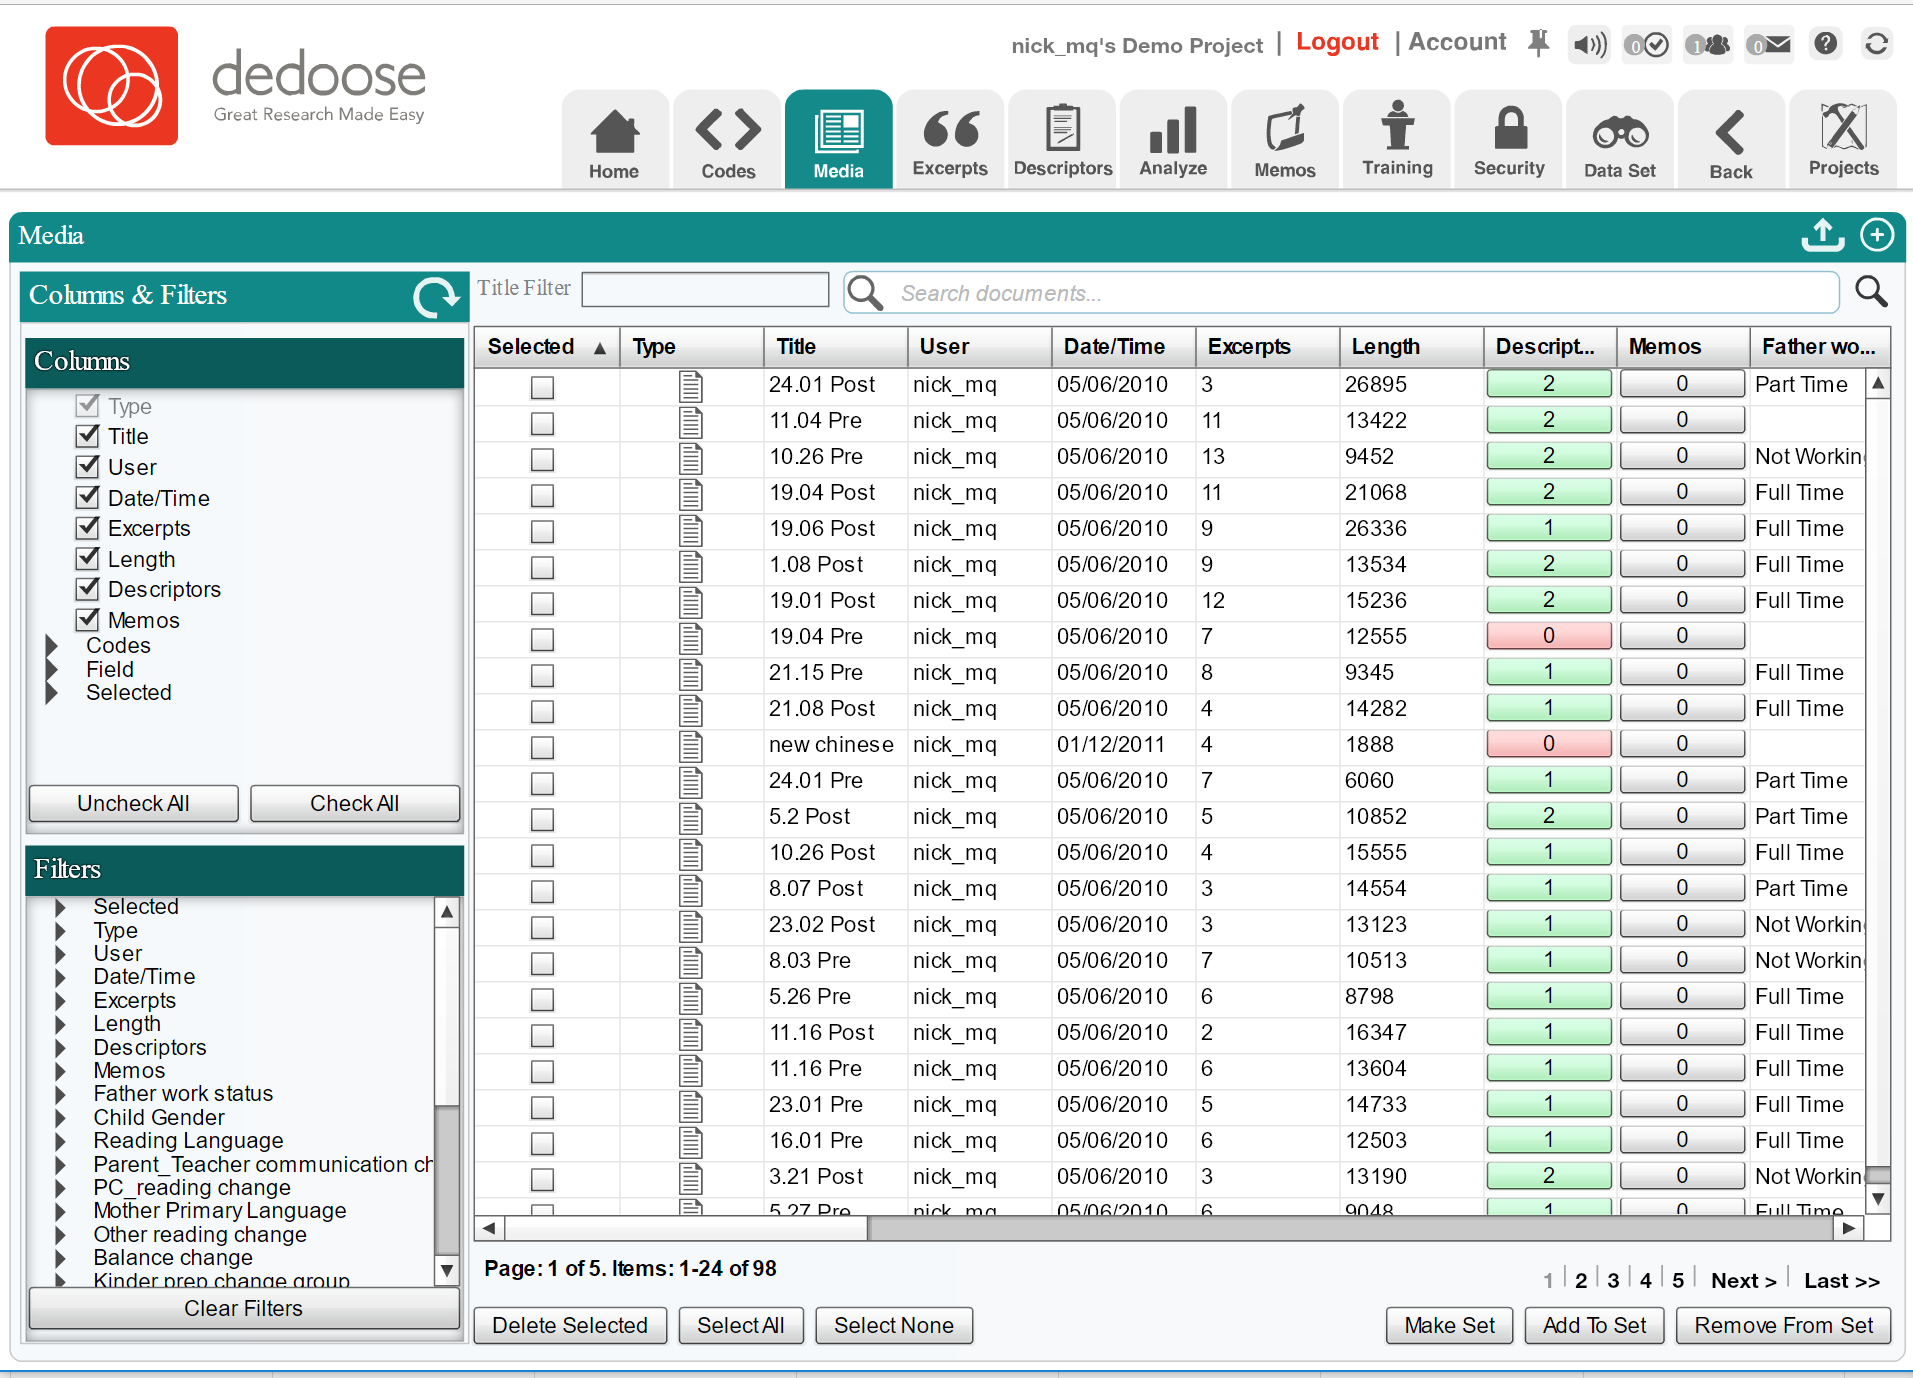 dedoose
Great Research Made Easy
nick_mq's Demo Project | Logout | Account 0 1 0 ?
Home Codes Media Excerpts Descriptors Analyze Memos Training Security Data Set Back Projects
Media
Columns & Filters
Title Filter Search documents...
Columns
Type
Title
User
Date/Time
Excerpts
Length
Descriptors
Memos
Codes
Field
Selected
Uncheck All Check All
Filters
Selected
Type
User
Date/Time
Excerpts
Length
Descriptors
Memos
Father work status
Child Gender
Reading Language
Parent_Teacher communication ch
PC_reading change
Mother Primary Language
Other reading change
Balance change
Kinder prep change group
Clear Filters
Selected Type Title User Date/Time Excerpts Length Descript... Memos Father wo...
24.01 Post nick_mq 05/06/2010 3 26895 2 0 Part Time
11.04 Pre nick_mq 05/06/2010 11 13422 2 0
10.26 Pre nick_mq 05/06/2010 13 9452 2 0 Not Working
19.04 Post nick_mq 05/06/2010 11 21068 2 0 Full Time
19.06 Post nick_mq 05/06/2010 9 26336 1 0 Full Time
1.08 Post nick_mq 05/06/2010 9 13534 2 0 Full Time
19.01 Post nick_mq 05/06/2010 12 15236 2 0 Full Time
19.04 Pre nick_mq 05/06/2010 7 12555 0 0
21.15 Pre nick_mq 05/06/2010 8 9345 1 0 Full Time
21.08 Post nick_mq 05/06/2010 4 14282 1 0 Full Time
new chinese nick_mq 01/12/2011 4 1888 0 0
24.01 Pre nick_mq 05/06/2010 7 6060 1 0 Part Time
5.2 Post nick_mq 05/06/2010 5 10852 2 0 Part Time
10.26 Post nick_mq 05/06/2010 4 15555 1 0 Full Time
8.07 Post nick_mq 05/06/2010 3 14554 1 0 Part Time
23.02 Post nick_mq 05/06/2010 3 13123 1 0 Not Working
8.03 Pre nick_mq 05/06/2010 7 10513 1 0 Not Working
5.26 Pre nick_mq 05/06/2010 6 8798 1 0 Full Time
11.16 Post nick_mq 05/06/2010 2 16347 1 0 Full Time
11.16 Pre nick_mq 05/06/2010 6 13604 1 0 Full Time
23.01 Pre nick_mq 05/06/2010 5 14733 1 0 Full Time
16.01 Pre nick_mq 05/06/2010 6 12503 1 0 Full Time
3.21 Post nick_mq 05/06/2010 3 13190 2 0 Not Working
5.27 Pre nick_mq 05/06/2010 6 9048 1 0 Full Time
Page: 1 of 5. Items: 1-24 of 98
1 | 2 | 3 | 4 | 5 | Next > | Last >>
Delete Selected Select All Select None Make Set Add To Set Remove From Set